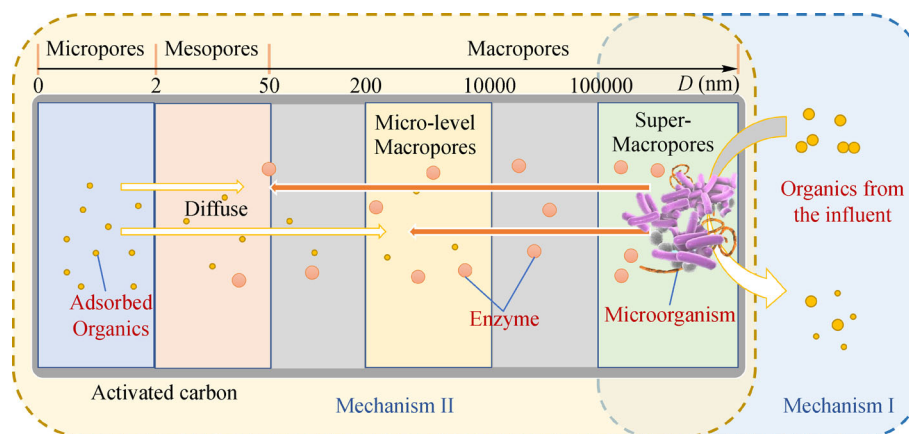 Micropores
Mesopores
Macropores
0
2
50
200
10000
100000
D (nm)
Micro-level
Macropores
Super-
Macropores
Diffuse
Organics from
the influent
Adsorbed
Organics
Enzyme
Microorganism
Activated carbon
Mechanism II
Mechanism I